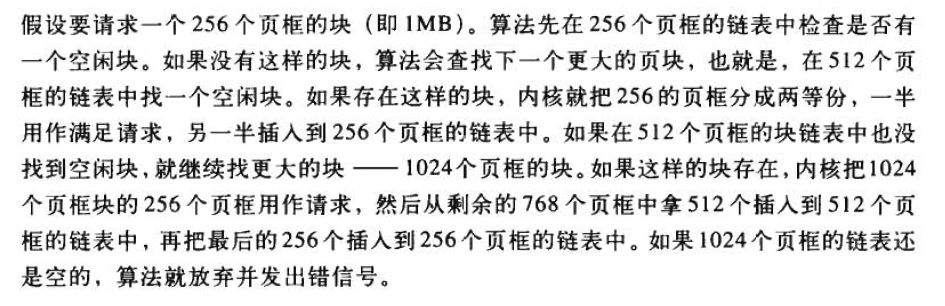 假设要请求一个256个页框的块（即1MB）。算法先在256个页框的链表中检查是否有
一个空闲块。如果没有这样的块，算法会查找下一个更大的页块，也就是，在512个页
框的链表中找一个空闲块。如果存在这样的块，内核就把256的页框分成两等份，一半
用作满足请求，另一半插入到256个页框的链表中。如果在512个页框的块链表中也没
找到空闲块，就继续找更大的块 —— 1024个页框的块。如果这样的块存在，内核把1024
个页框块的256个页框用作请求，然后从剩余的768个页框中拿512个插入到512个页
框的链表中，再把最后的256个插入到256个页框的链表中。如果1024个页框的链表还
是空的，算法就放弃并发出错信号。